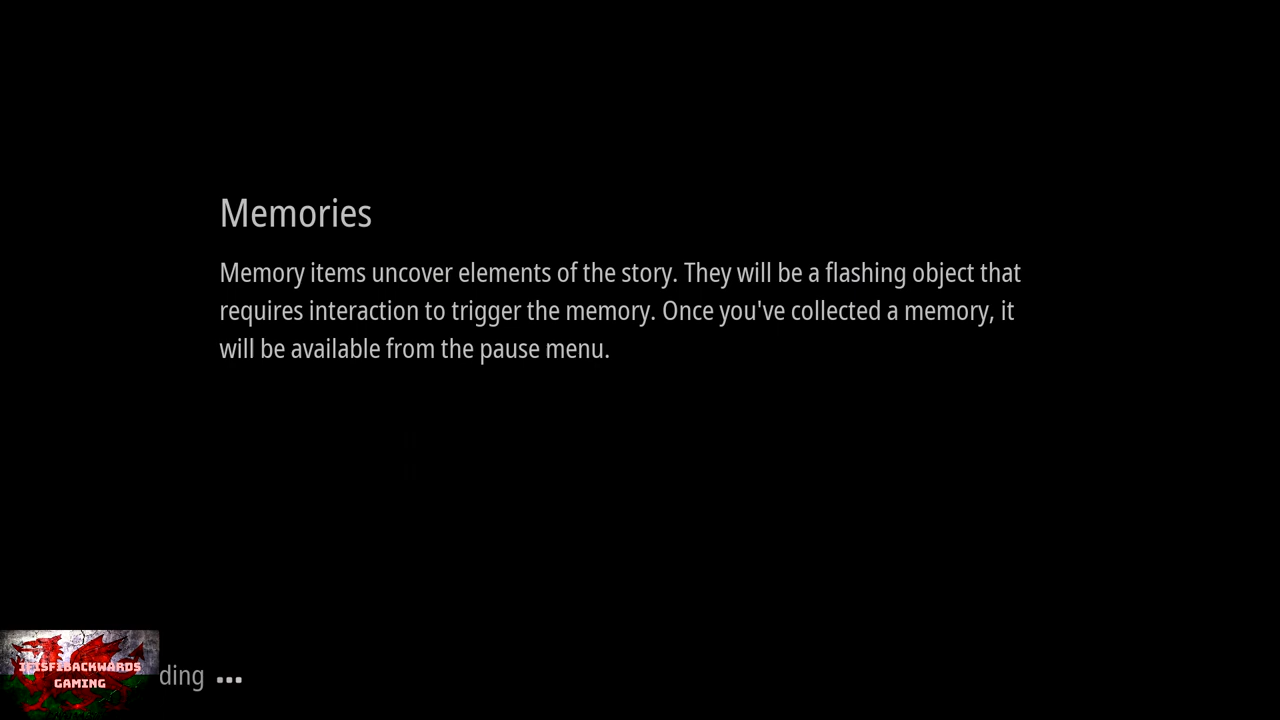 Memories
Memory items uncover elements of the story. They will be a flashing object that
requires interaction to trigger the memory. Once you've collected a memory, it
will be available from the pause menu.
IFISFIBACKWARDS
GAMING
ding ...